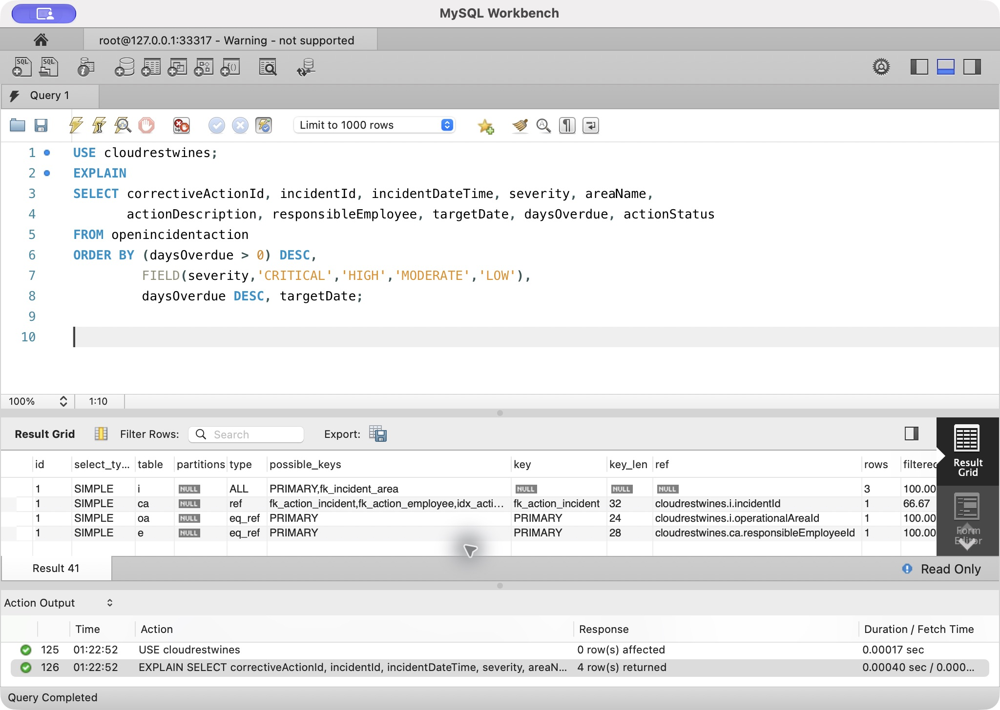 MySQL Workbench
root@127.0.0.1:33317 - Warning - not supported
Query 1
Limit to 1000 rows
1 USE cloudrestwines;
2 EXPLAIN
3 SELECT correctiveActionId, incidentId, incidentDateTime, severity, areaName,
4 actionDescription, responsibleEmployee, targetDate, daysOverdue, actionStatus
5 FROM openincidentaction
6 ORDER BY (daysOverdue > 0) DESC,
7 FIELD(severity,'CRITICAL','HIGH','MODERATE','LOW'),
8 daysOverdue DESC, targetDate;
9
10
100% 1:10
Result Grid Filter Rows: Search Export:
id select_ty... table partitions type possible_keys key key_len ref rows filtered
1 SIMPLE i NULL ALL PRIMARY,fk_incident_area NULL NULL NULL 3 100.00
1 SIMPLE ca NULL ref fk_action_incident,fk_action_employee,idx_acti... fk_action_incident 32 cloudrestwines.i.incidentId 1 66.67
1 SIMPLE oa NULL eq_ref PRIMARY PRIMARY 24 cloudrestwines.i.operationalAreaId 1 100.00
1 SIMPLE e NULL eq_ref PRIMARY PRIMARY 28 cloudrestwines.ca.responsibleEmployeeId 1 100.00
Result
Grid
Form
Editor
Result 41 Read Only
Action Output
Time Action Response Duration / Fetch Time
125 01:22:52 USE cloudrestwines 0 row(s) affected 0.00017 sec
126 01:22:52 EXPLAIN SELECT correctiveActionId, incidentId, incidentDateTime, severity, areaN... 4 row(s) returned 0.00040 sec / 0.000...
Query Completed